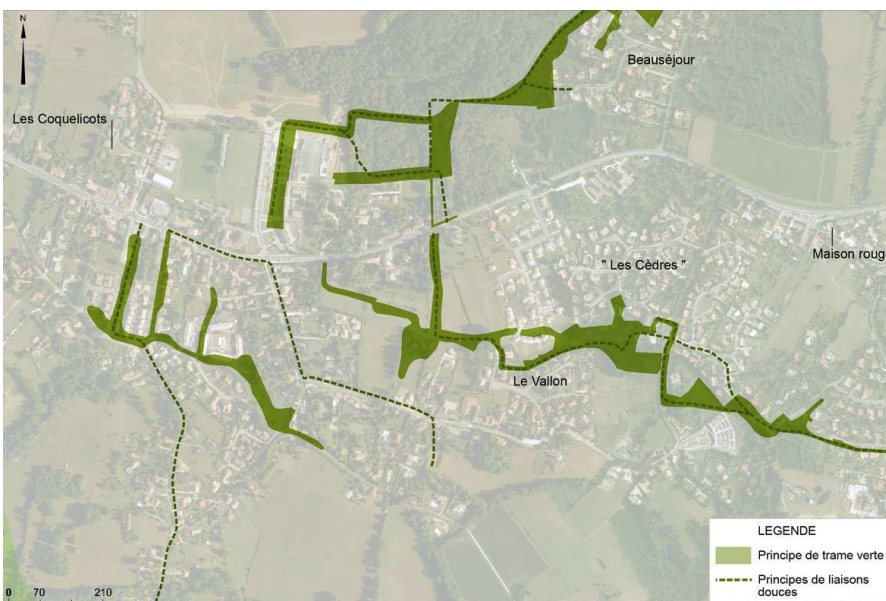 N
Beauséjour
Les Coquelicots
Maison roug
" Les Cèdres "
Le Vallon
LEGENDE
Principe de trame verte
Principes de liaisons
douces
0 70 210